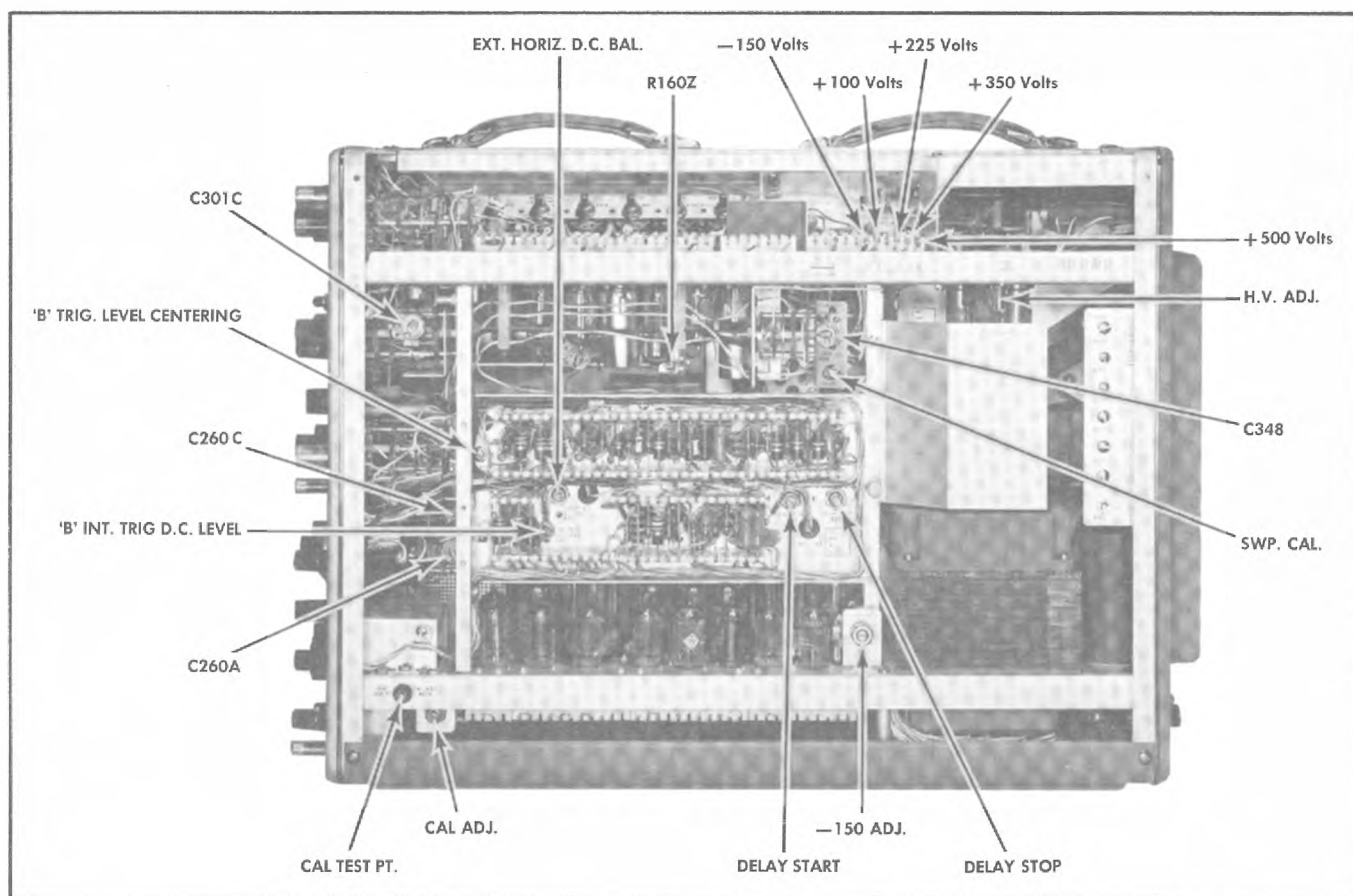 EXT. HORIZ. D.C. BAL.
—150 Volts
+225 Volts
R160Z
+100 Volts
+350 Volts
C301C
+500 Volts
H.V. ADJ.
'B' TRIG. LEVEL CENTERING
C260 C
C348
'B' INT. TRIG D.C. LEVEL
SWP. CAL.
C260A
CAL ADJ.
—150 ADJ.
CAL TEST PT.
DELAY START
DELAY STOP